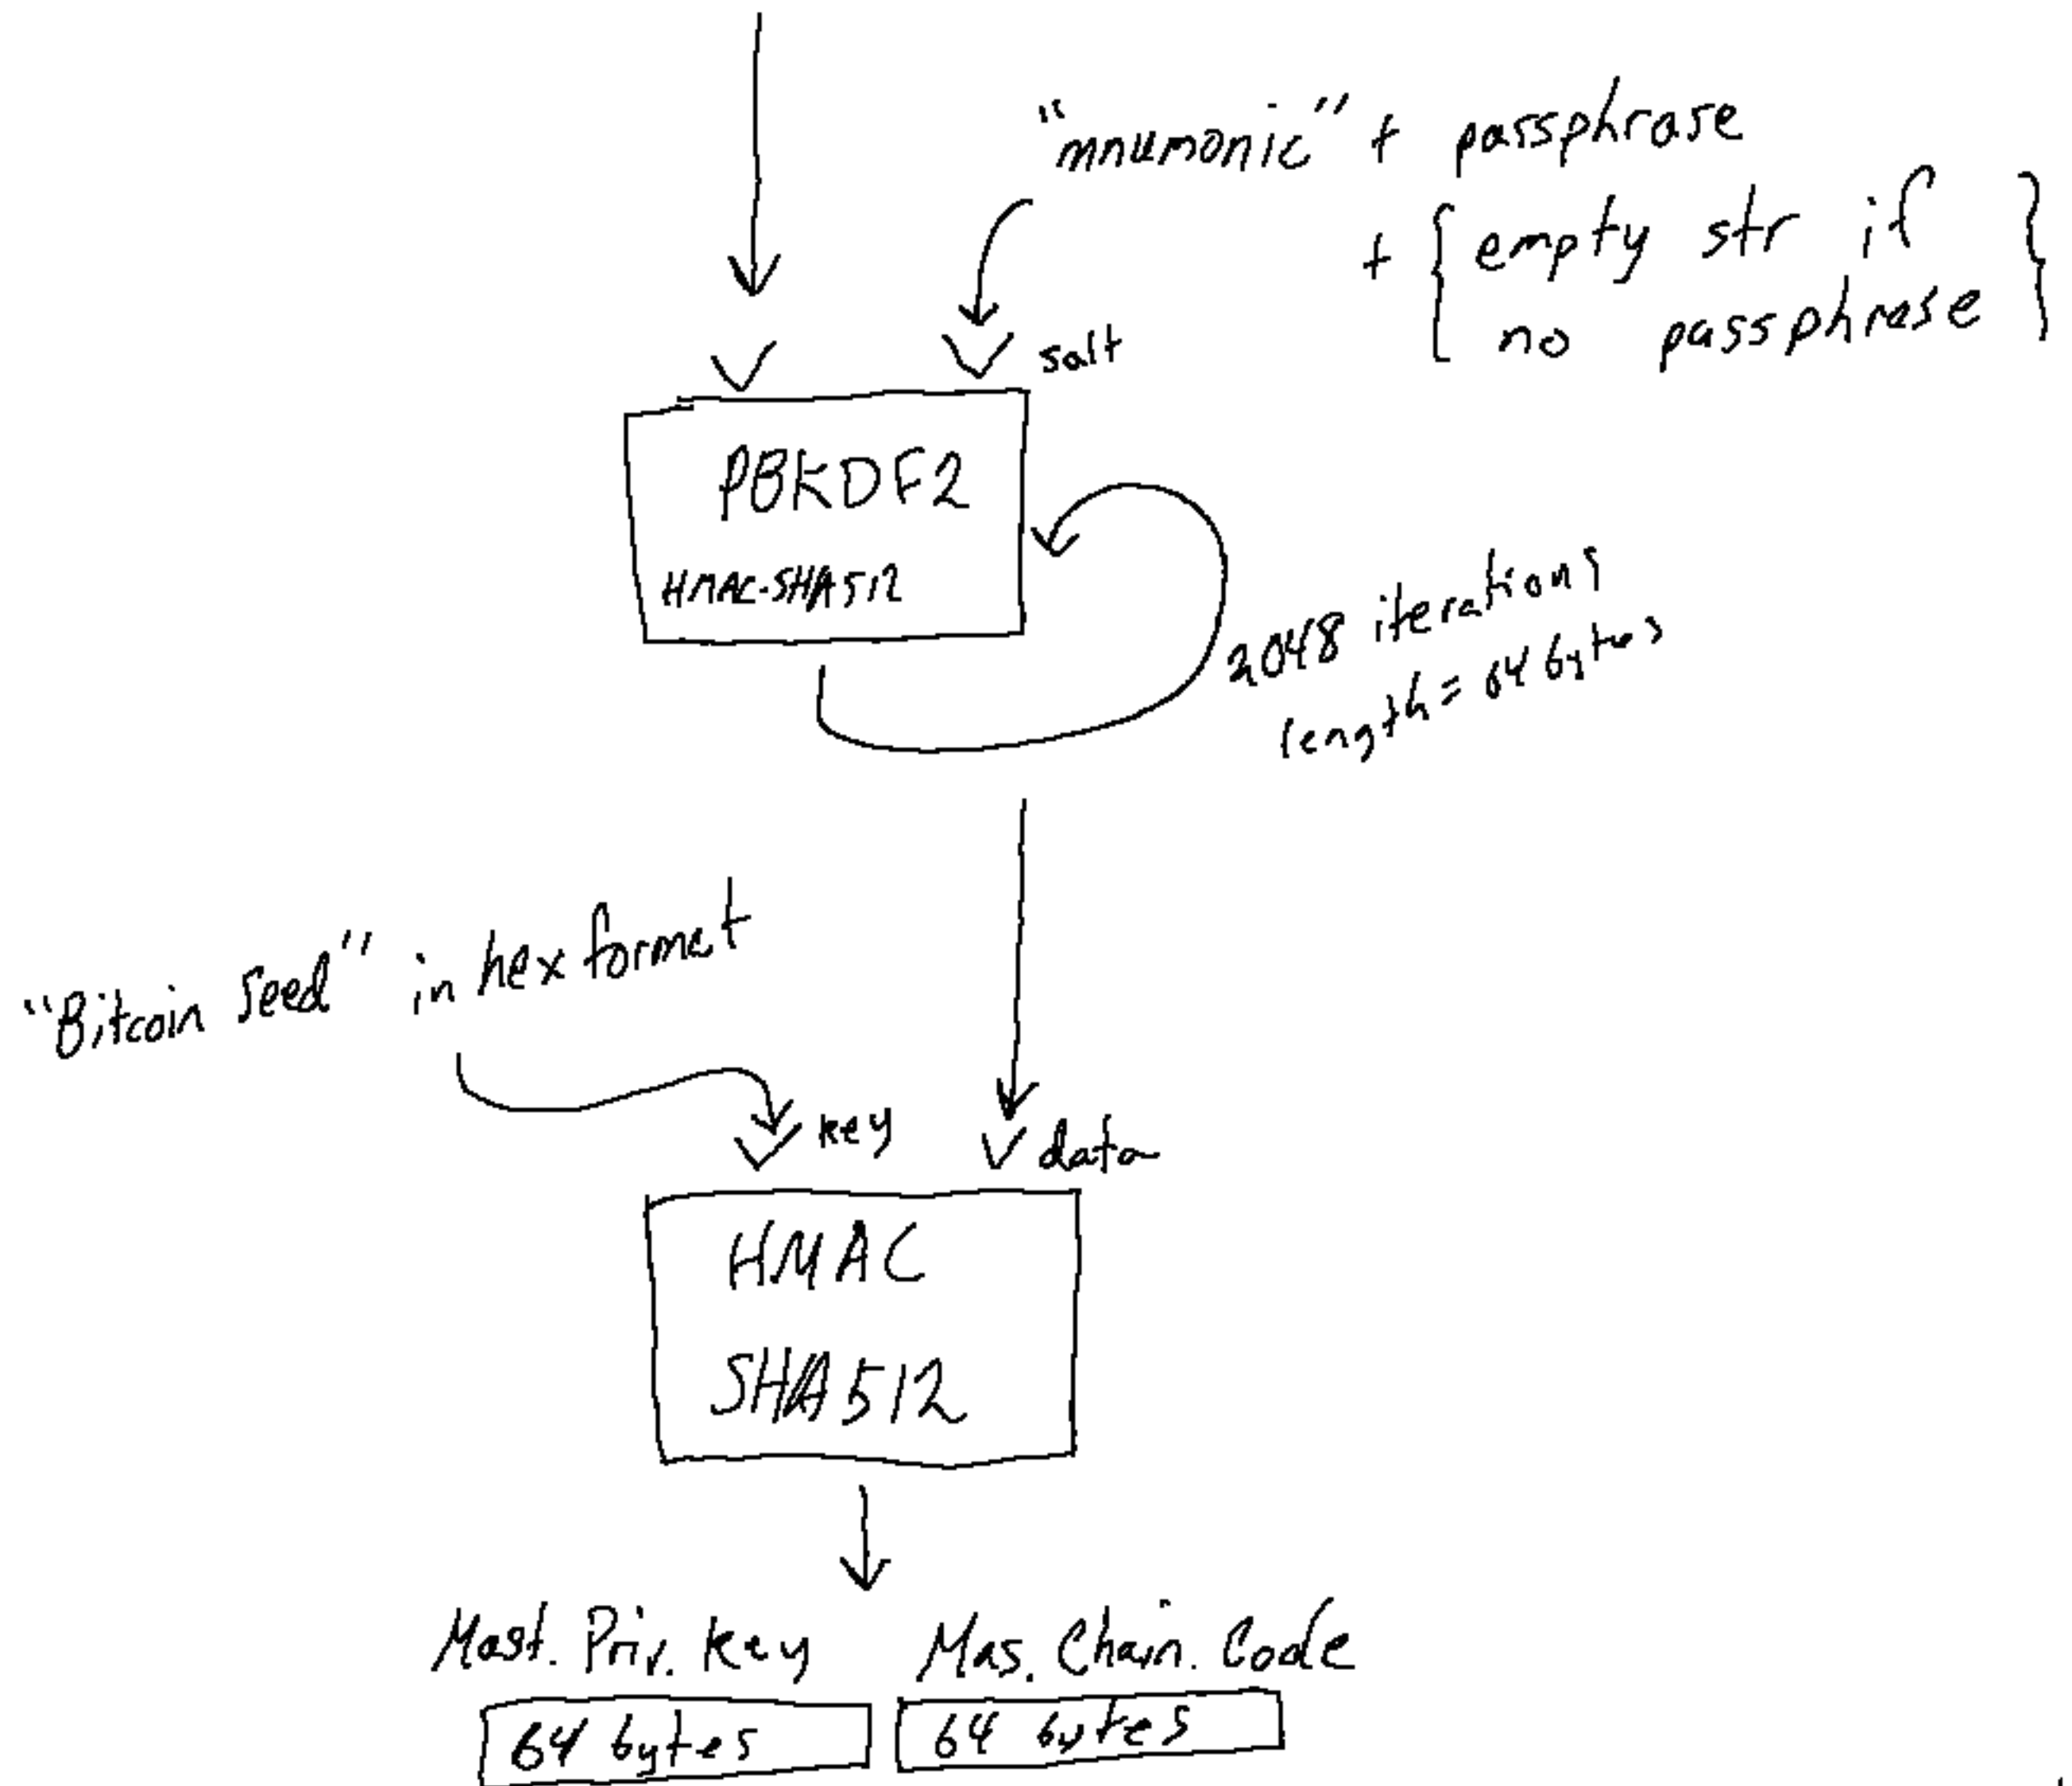 "mnumonic" + passphrase
+ { empty str if
no passphrase }
salt
PBKDF2
HMAC-SHA512
2048 iterations
length = 64 bytes
"Bitcoin Seed" in hex format
key
data
HMAC
SHA512
Mast. Priv. Key
Mas. Chain. Code
64 bytes
64 bytes